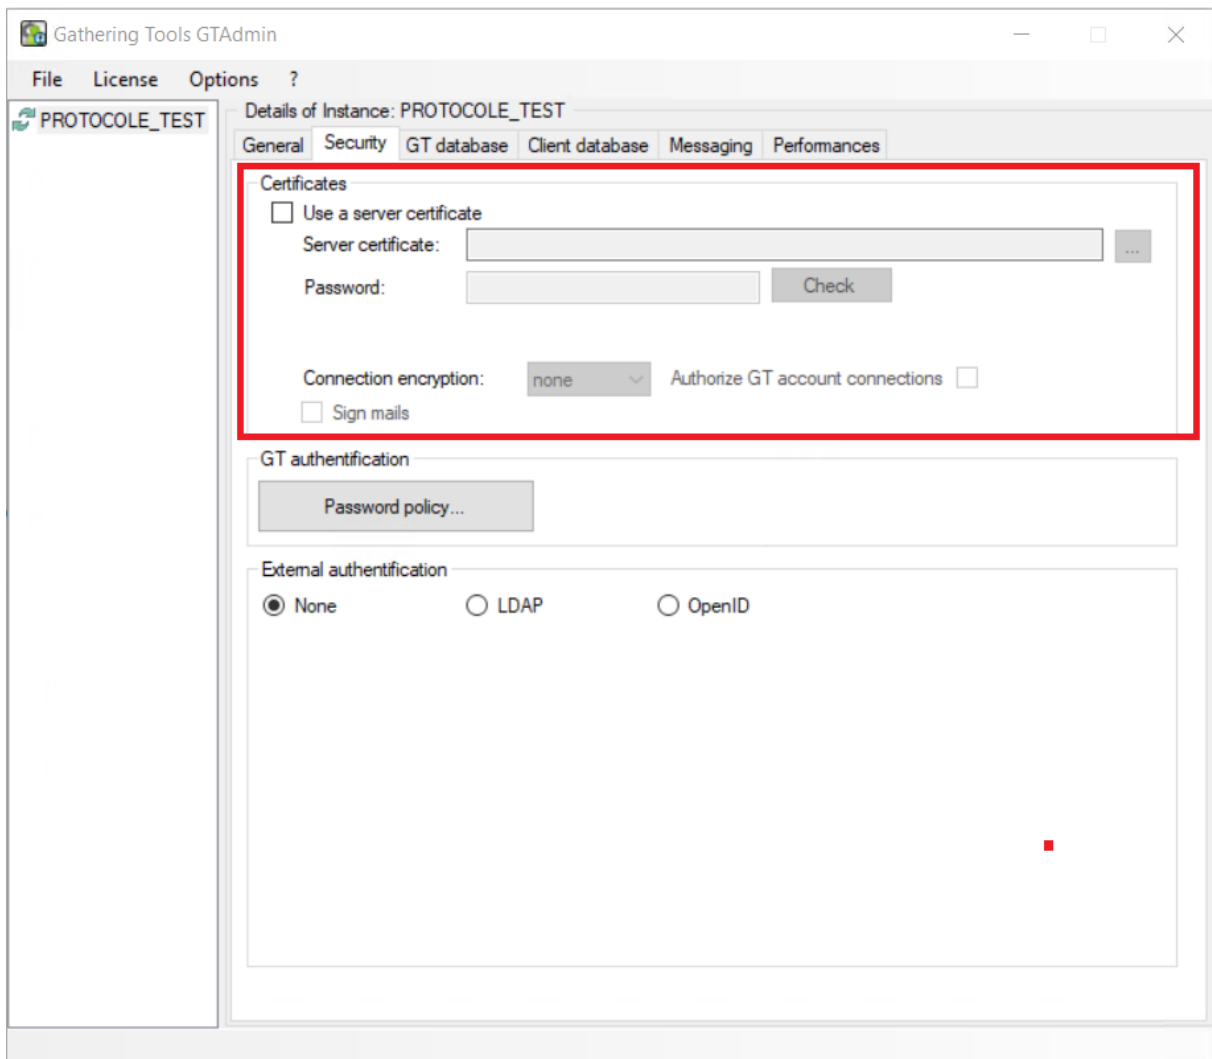 Gathering Tools GTAdmin
File License Options ?
PROTOCOLE_TEST
Details of Instance: PROTOCOLE_TEST
General Security GT database Client database Messaging Performances
Certificates
Use a server certificate
Server certificate: ...
Password: Check
Connection encryption: none Authorize GT account connections
Sign mails
GT authentification
Password policy...
External authentification
None LDAP OpenID